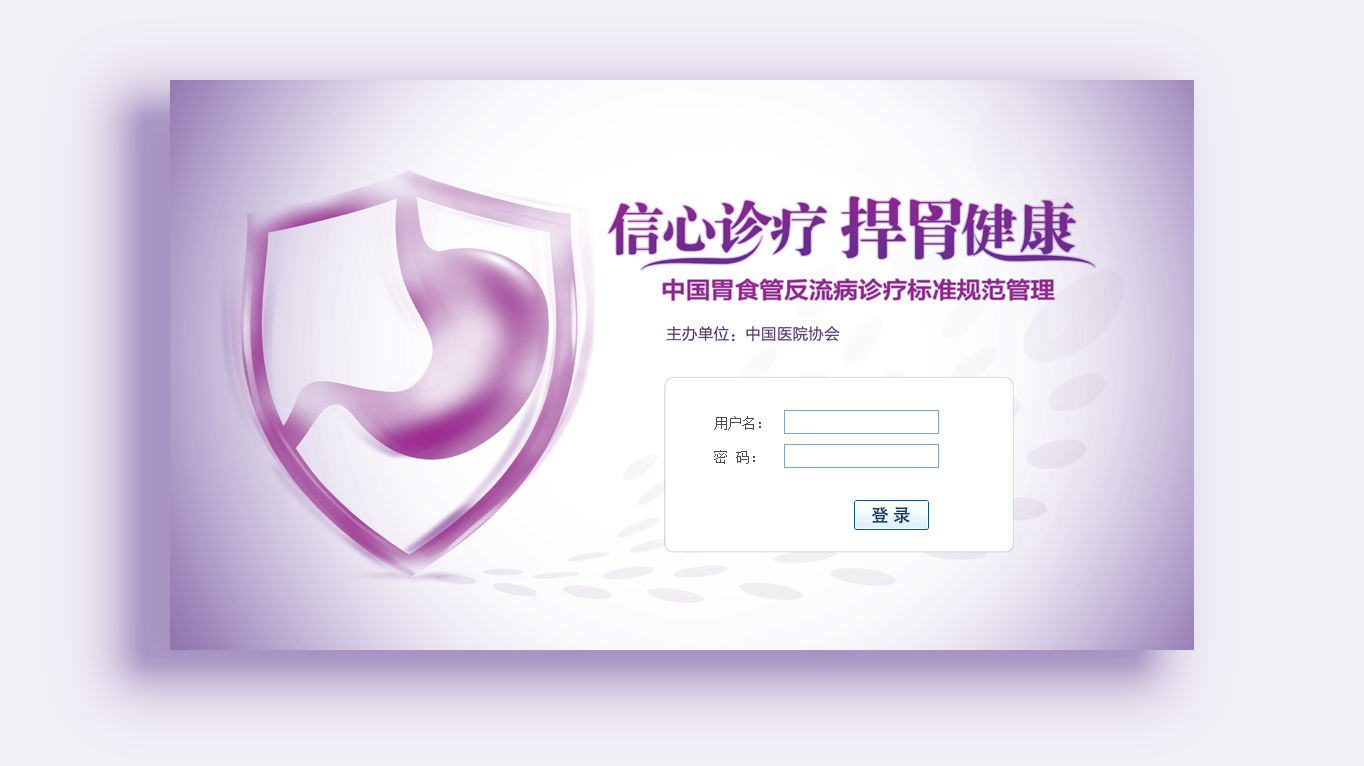 信心诊疗 捍胃健康
中国胃食管反流病诊疗标准规范管理
主办单位：中国医院协会
用户名：
密 码：
登 录